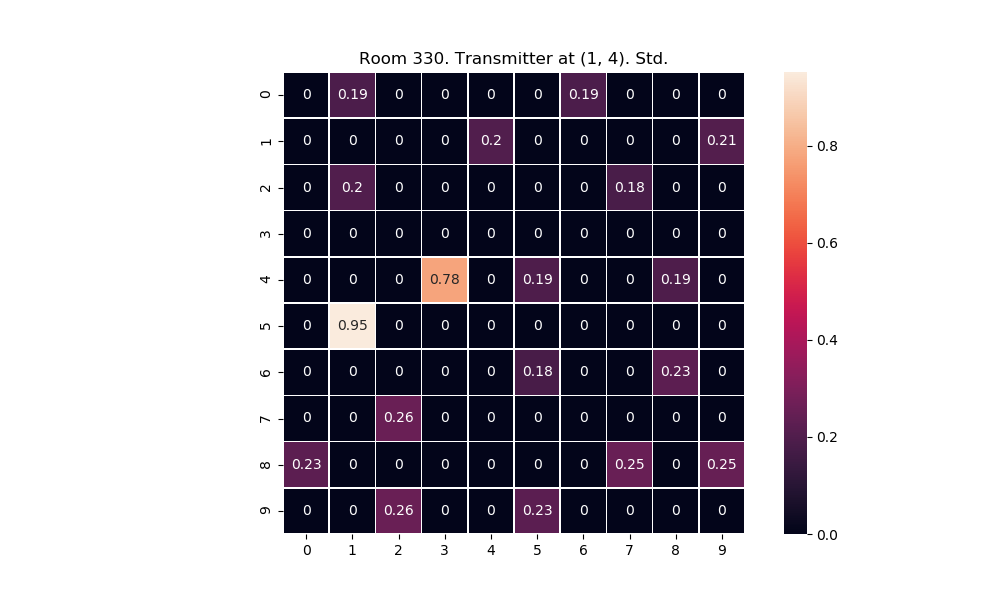 Room 330. Transmitter at (1, 4). Std.
0 0 0.19 0 0 0 0 0.19 0 0 0
1 0 0 0 0 0.2 0 0 0 0 0.21
2 0 0.2 0 0 0 0 0 0.18 0 0
3 0 0 0 0 0 0 0 0 0 0
4 0 0 0 0.78 0 0.19 0 0 0.19 0
5 0 0.95 0 0 0 0 0 0 0 0
6 0 0 0 0 0 0.18 0 0 0.23 0
7 0 0 0.26 0 0 0 0 0 0 0
8 0.23 0 0 0 0 0 0 0.25 0 0.25
9 0 0 0.26 0 0 0.23 0 0 0 0
0 1 2 3 4 5 6 7 8 9
0.8
0.6
0.4
0.2
0.0